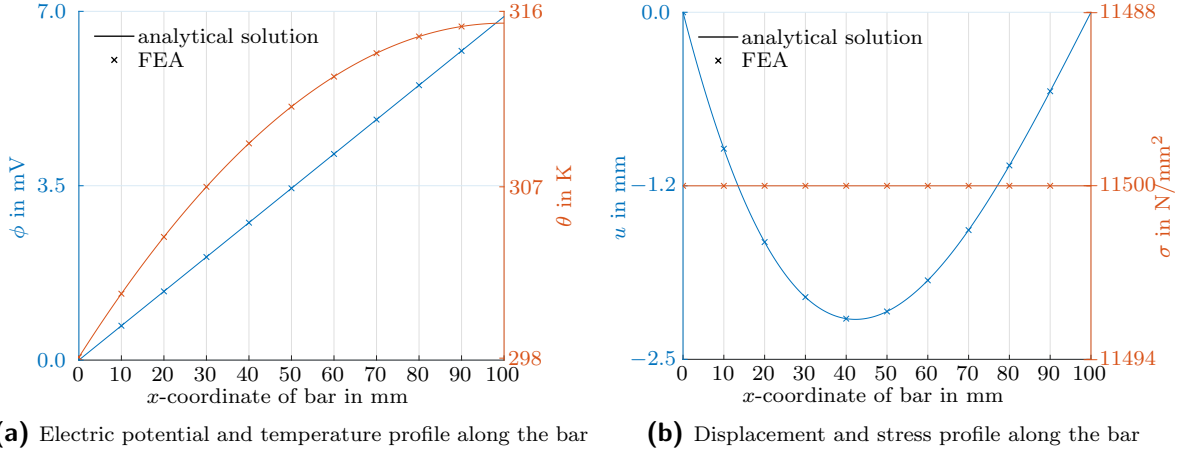 7.0
3.5
0.0
ϕ in mV
analytical solution
FEA
316
307
298
θ in K
0 10 20 30 40 50 60 70 80 90 100
x-coordinate of bar in mm
(a) Electric potential and temperature profile along the bar
0.0
−1.2
−2.5
u in mm
analytical solution
FEA
11488
11500
11494
σ in N/mm²
0 10 20 30 40 50 60 70 80 90 100
x-coordinate of bar in mm
(b) Displacement and stress profile along the bar